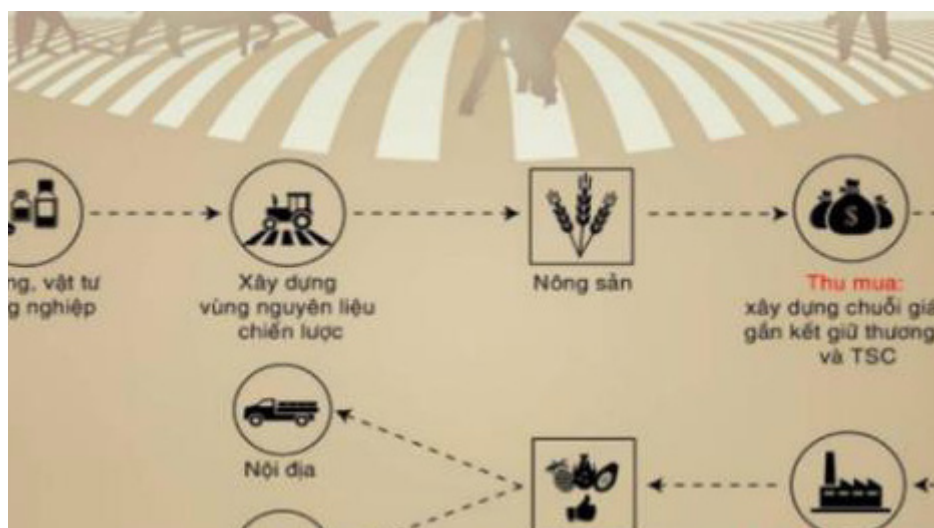 vật tư
nghiệp
Xây dựng
vùng nguyên liệu
chiến lược
Nông sản
$
Thu mua:
xây dựng chuỗi giá
gắn kết giữ thương
và TSC
Nội địa